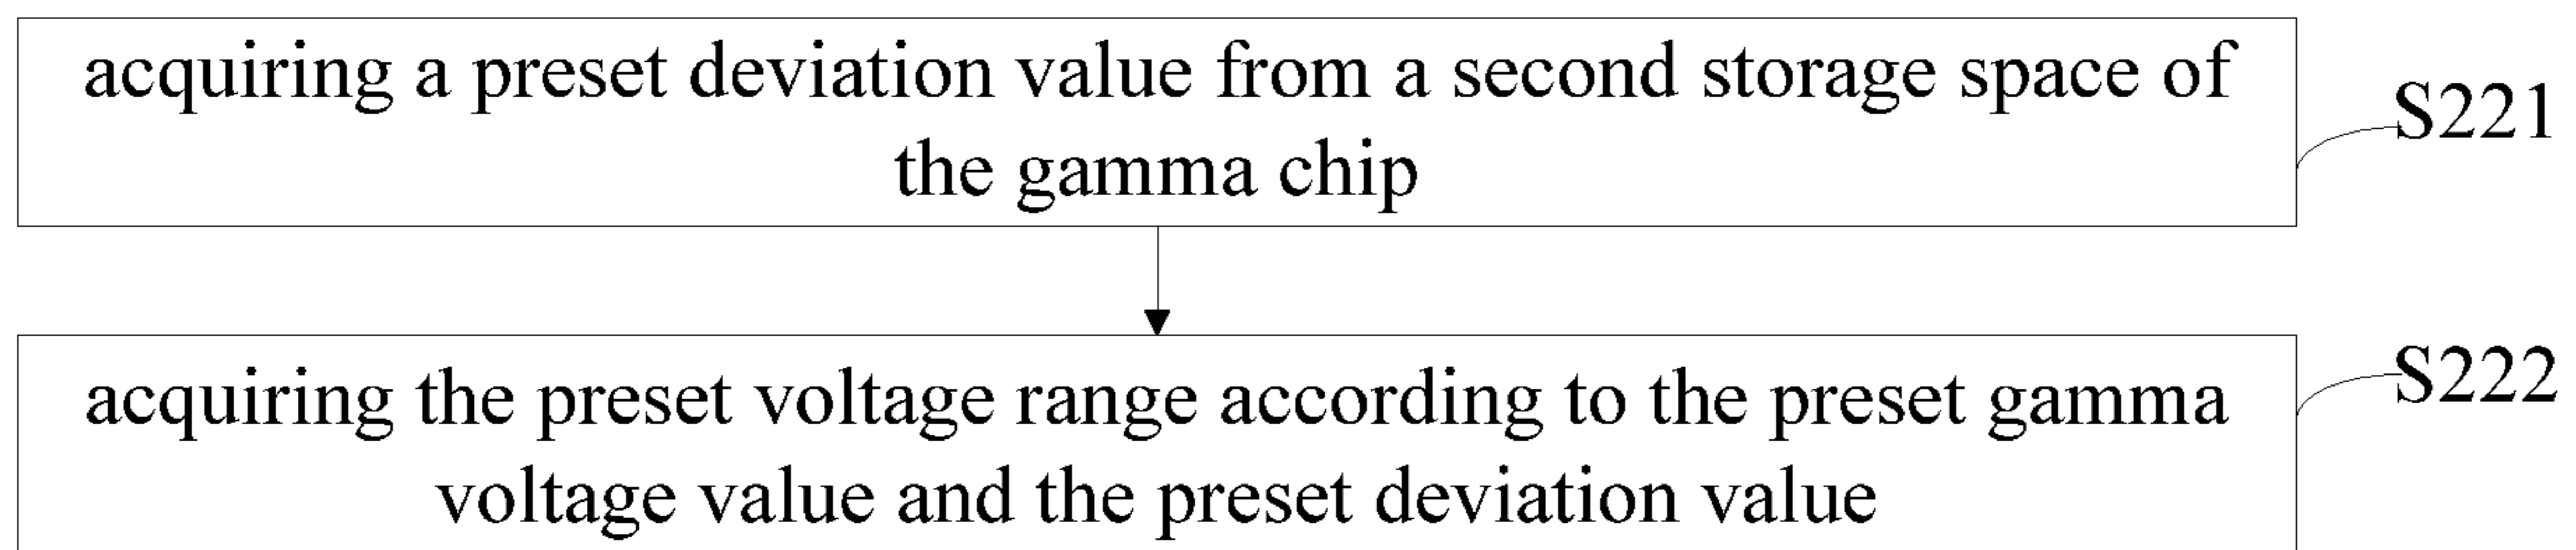 acquiring a preset deviation value from a second storage space of
the gamma chip
S221
acquiring the preset voltage range according to the preset gamma
voltage value and the preset deviation value
S222